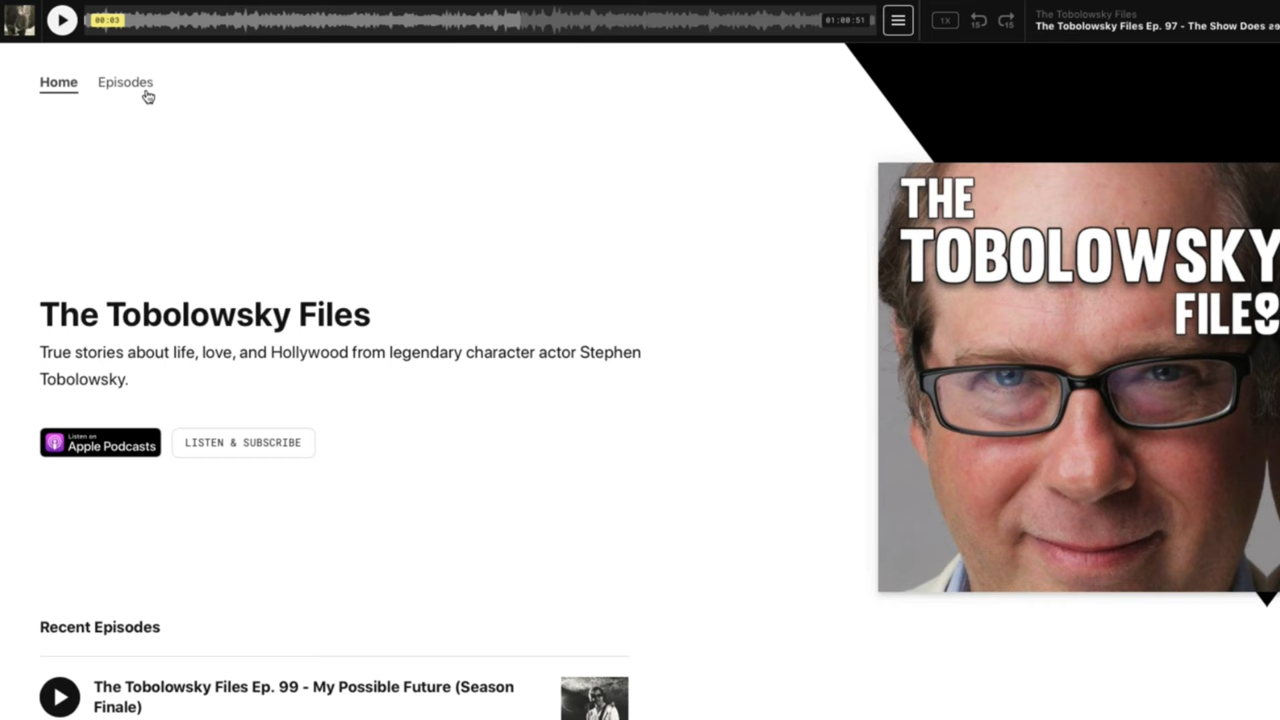 00:03
01:00:51
1X
15
15
The Tobolowsky Files
The Tobolowsky Files Ep. 97 - The Show Does
Home
Episodes
THE
TOBOLOWSKY
FILES
The Tobolowsky Files
True stories about life, love, and Hollywood from legendary character actor Stephen
Tobolowsky.
Listen on
Apple Podcasts
LISTEN & SUBSCRIBE
Recent Episodes
The Tobolowsky Files Ep. 99 - My Possible Future (Season
Finale)